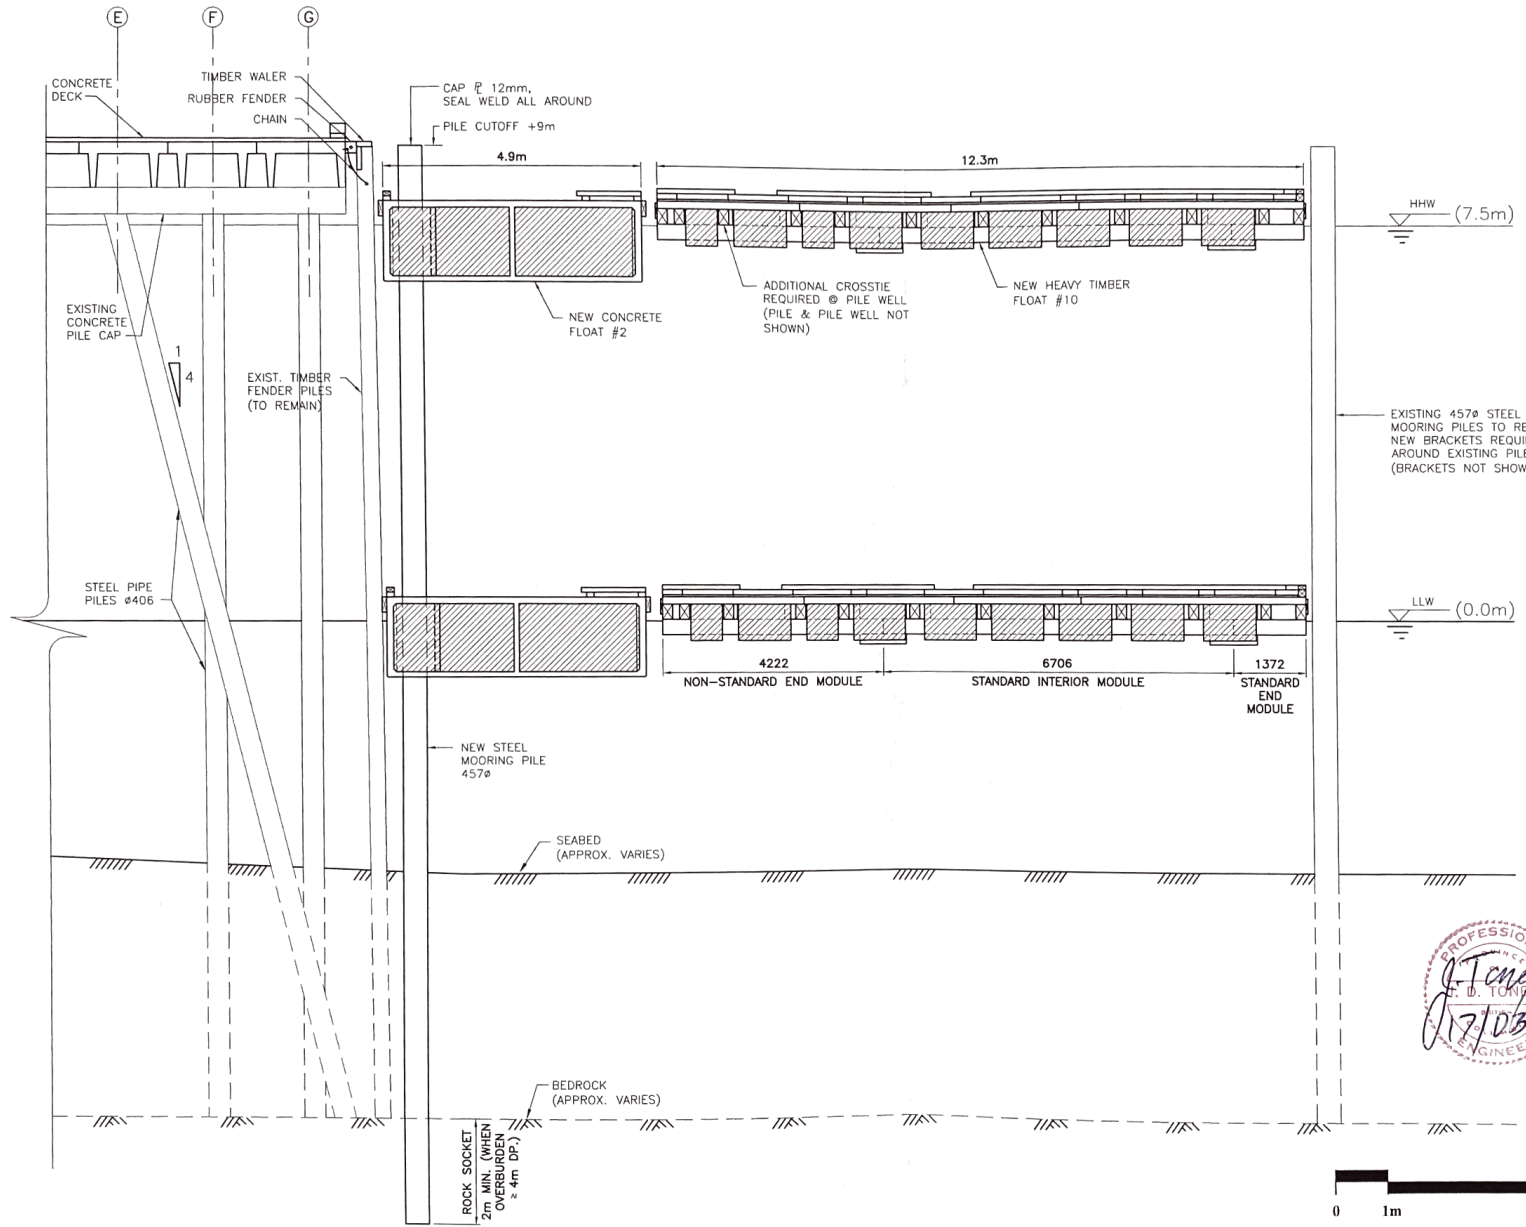 E
F
G
CONCRETE
DECK
TIMBER WALER
RUBBER FENDER
CHAIN
CAP ℄ 12mm,
SEAL WELD ALL AROUND
PILE CUTOFF +9m
4.9m
12.3m
HHW
(7.5m)
EXISTING
CONCRETE
PILE CAP
1
4
EXIST. TIMBER
FENDER PILES
(TO REMAIN)
NEW CONCRETE
FLOAT #2
ADDITIONAL CROSSTIE
REQUIRED @ PILE WELL
(PILE & PILE WELL NOT
SHOWN)
NEW HEAVY TIMBER
FLOAT #10
EXISTING 457ø STEEL
MOORING PILES TO RE
NEW BRACKETS REQUI
AROUND EXISTING PILE
(BRACKETS NOT SHOW
STEEL PIPE
PILES ø406
LLW
(0.0m)
4222
6706
1372
NON-STANDARD END MODULE
STANDARD INTERIOR MODULE
STANDARD
END
MODULE
NEW STEEL
MOORING PILE
457ø
SEABED
(APPROX. VARIES)
BEDROCK
(APPROX. VARIES)
ROCK SOCKET
2m MIN. (WHEN
OVERBURDEN
≥ 4m DP.)
PROFESSIO
PROVINCE
J. D. TONE
ENGINEE
0
1m